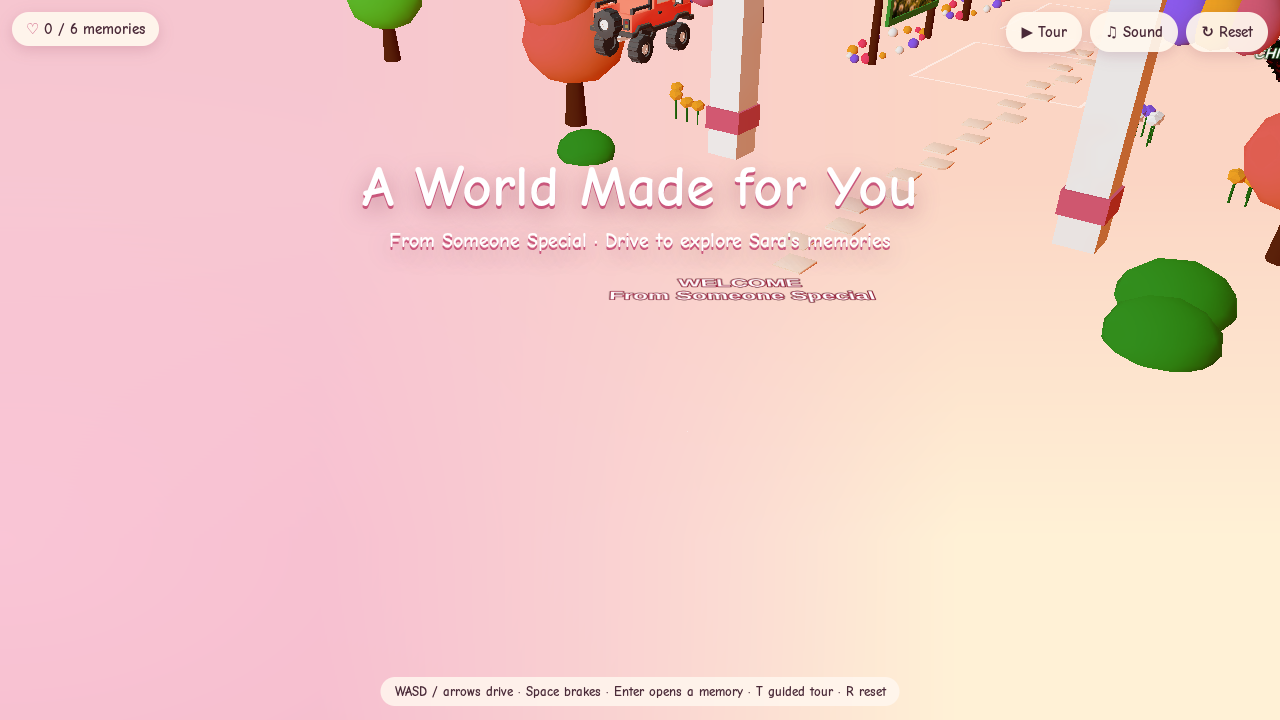 ♡ 0 / 6 memories
▶ Tour
♫ Sound
↻ Reset
A World Made for You
From Someone Special · Drive to explore Sara's memories
WELCOME
From Someone Special
WASD / arrows drive · Space brakes · Enter opens a memory · T guided tour · R reset